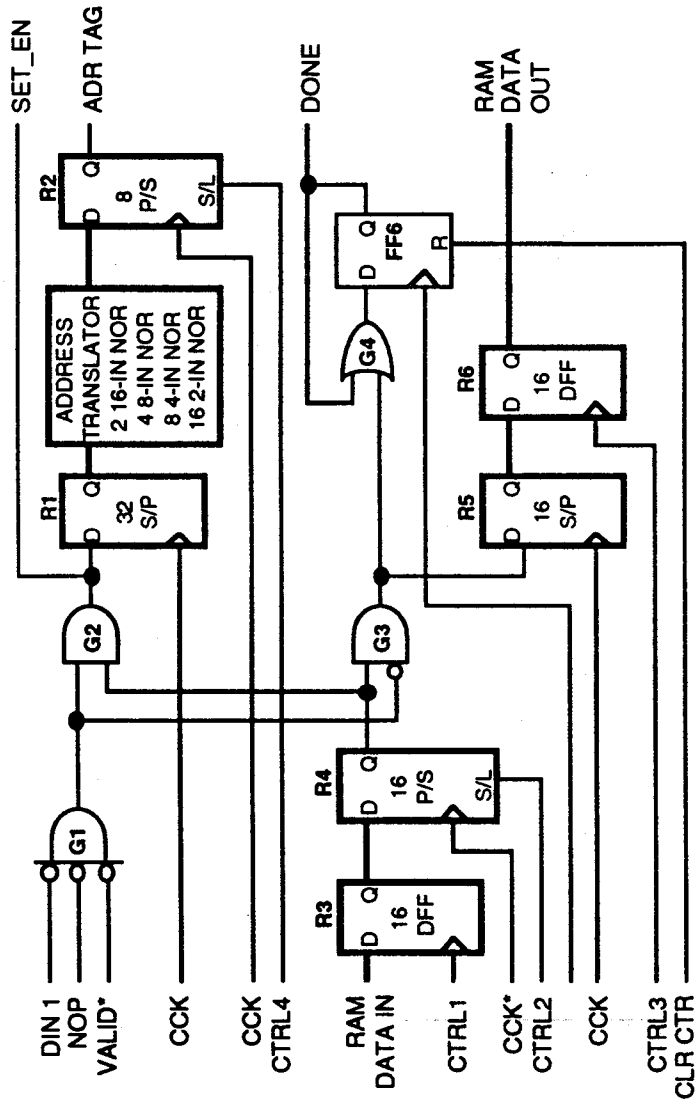 SET_EN
ADR TAG
DONE
RAM
DATA
OUT
R2
D
Q
8
P/S
S/L
ADDRESS
TRANSLATOR
2 16-IN NOR
4 8-IN NOR
8 4-IN NOR
16 2-IN NOR
R1
D
Q
32
S/P
G2
G1
DIN 1
NOP
VALID*
CCK
CCK
CTRL4
FF6
D
Q
R
G4
G3
R6
D
Q
16
DFF
R5
D
Q
16
S/P
R4
D
Q
16
P/S
S/L
R3
D
Q
16
DFF
RAM
DATA IN
CTRL1
CCK*
CTRL2
CCK
CTRL3
CLR CTR